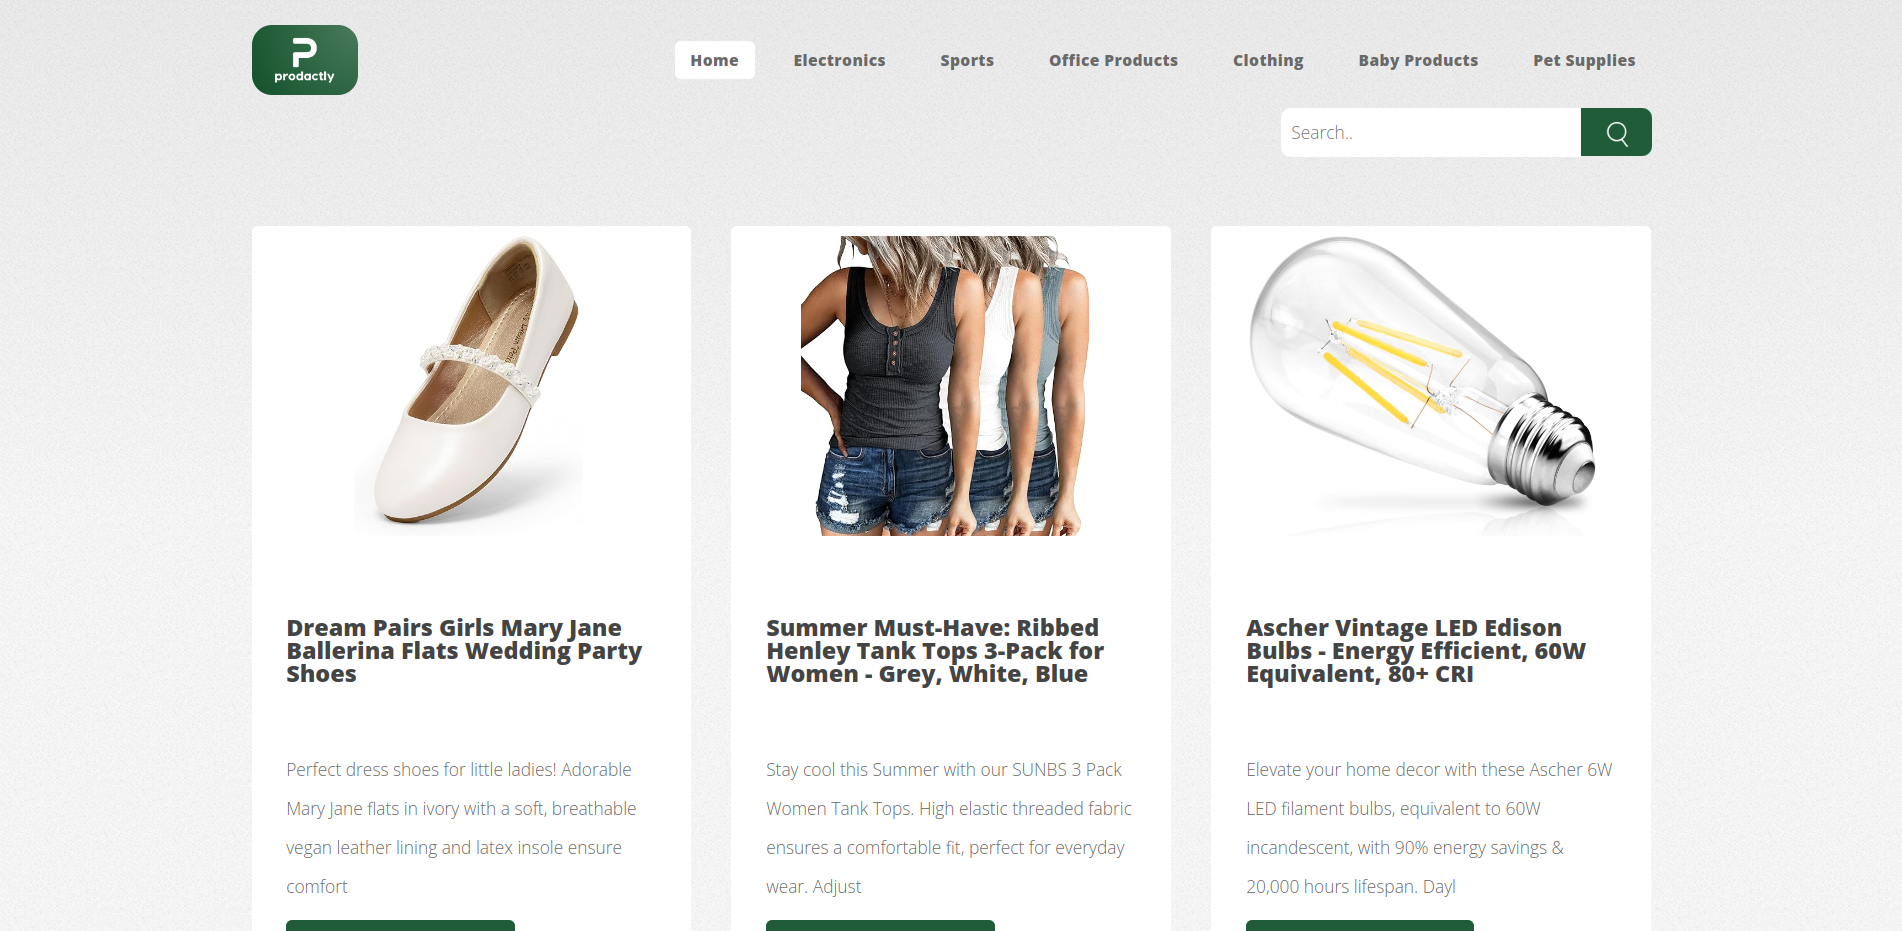 prodactly
Home
Electronics
Sports
Office Products
Clothing
Baby Products
Pet Supplies
Search..
Dream Pairs Girls Mary Jane
Ballerina Flats Wedding Party
Shoes
Perfect dress shoes for little ladies! Adorable
Mary Jane flats in ivory with a soft, breathable
vegan leather lining and latex insole ensure
comfort
Summer Must-Have: Ribbed
Henley Tank Tops 3-Pack for
Women - Grey, White, Blue
Stay cool this Summer with our SUNBS 3 Pack
Women Tank Tops. High elastic threaded fabric
ensures a comfortable fit, perfect for everyday
wear. Adjust
Ascher Vintage LED Edison
Bulbs - Energy Efficient, 60W
Equivalent, 80+ CRI
Elevate your home decor with these Ascher 6W
LED filament bulbs, equivalent to 60W
incandescent, with 90% energy savings &
20,000 hours lifespan. Dayl